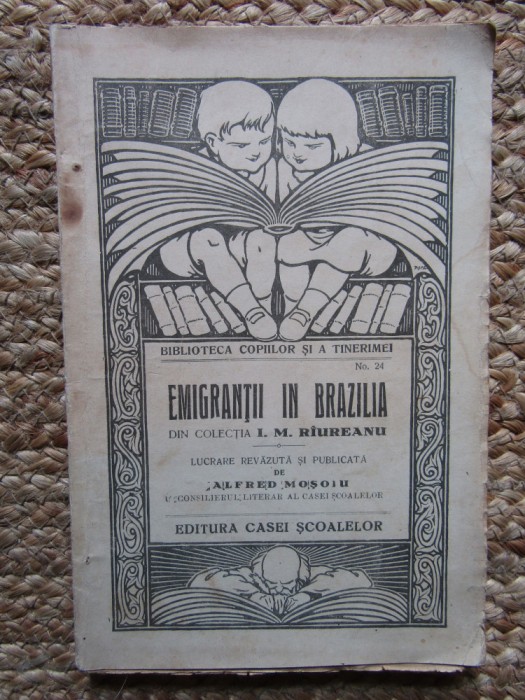 BIBLIOTECA COPIILOR ȘI A TINERIMEI
No. 24
EMIGRANȚII IN BRAZILIA
DIN COLECȚIA I. M. RÎUREANU
LUCRARE REVĂZUTĂ ȘI PUBLICATĂ
DE
ALFRED MOȘOIU
CONSILIERUL LITERAR AL CASEI ȘCOALELOR
EDITURA CASEI ȘCOALELOR